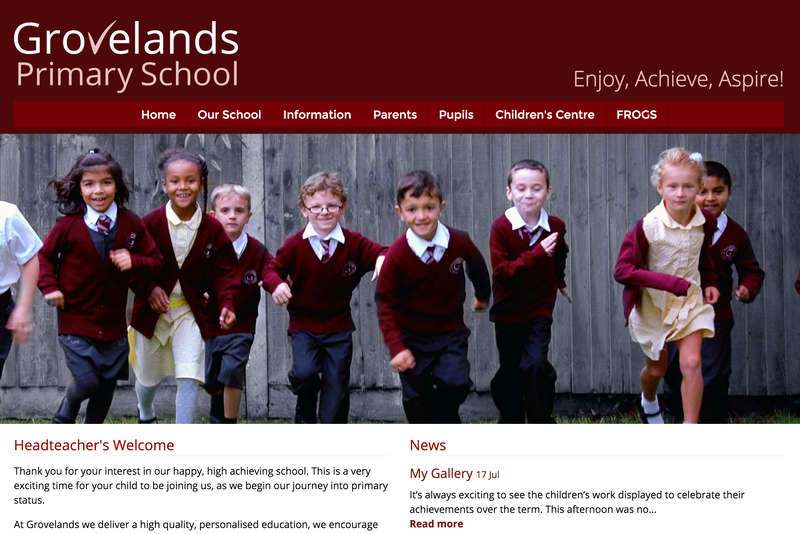 Grovelands
Primary School
Enjoy, Achieve, Aspire!
Home Our School Information Parents Pupils Children's Centre FROGS
Headteacher's Welcome
Thank you for your interest in our happy, high achieving school. This is a very
exciting time for your child to be joining us, as we begin our journey into primary
status.
At Grovelands we deliver a high quality, personalised education, we encourage
News
My Gallery 17 Jul
It’s always exciting to see the children’s work displayed to celebrate their
achievements over the term. This afternoon was no...
Read more